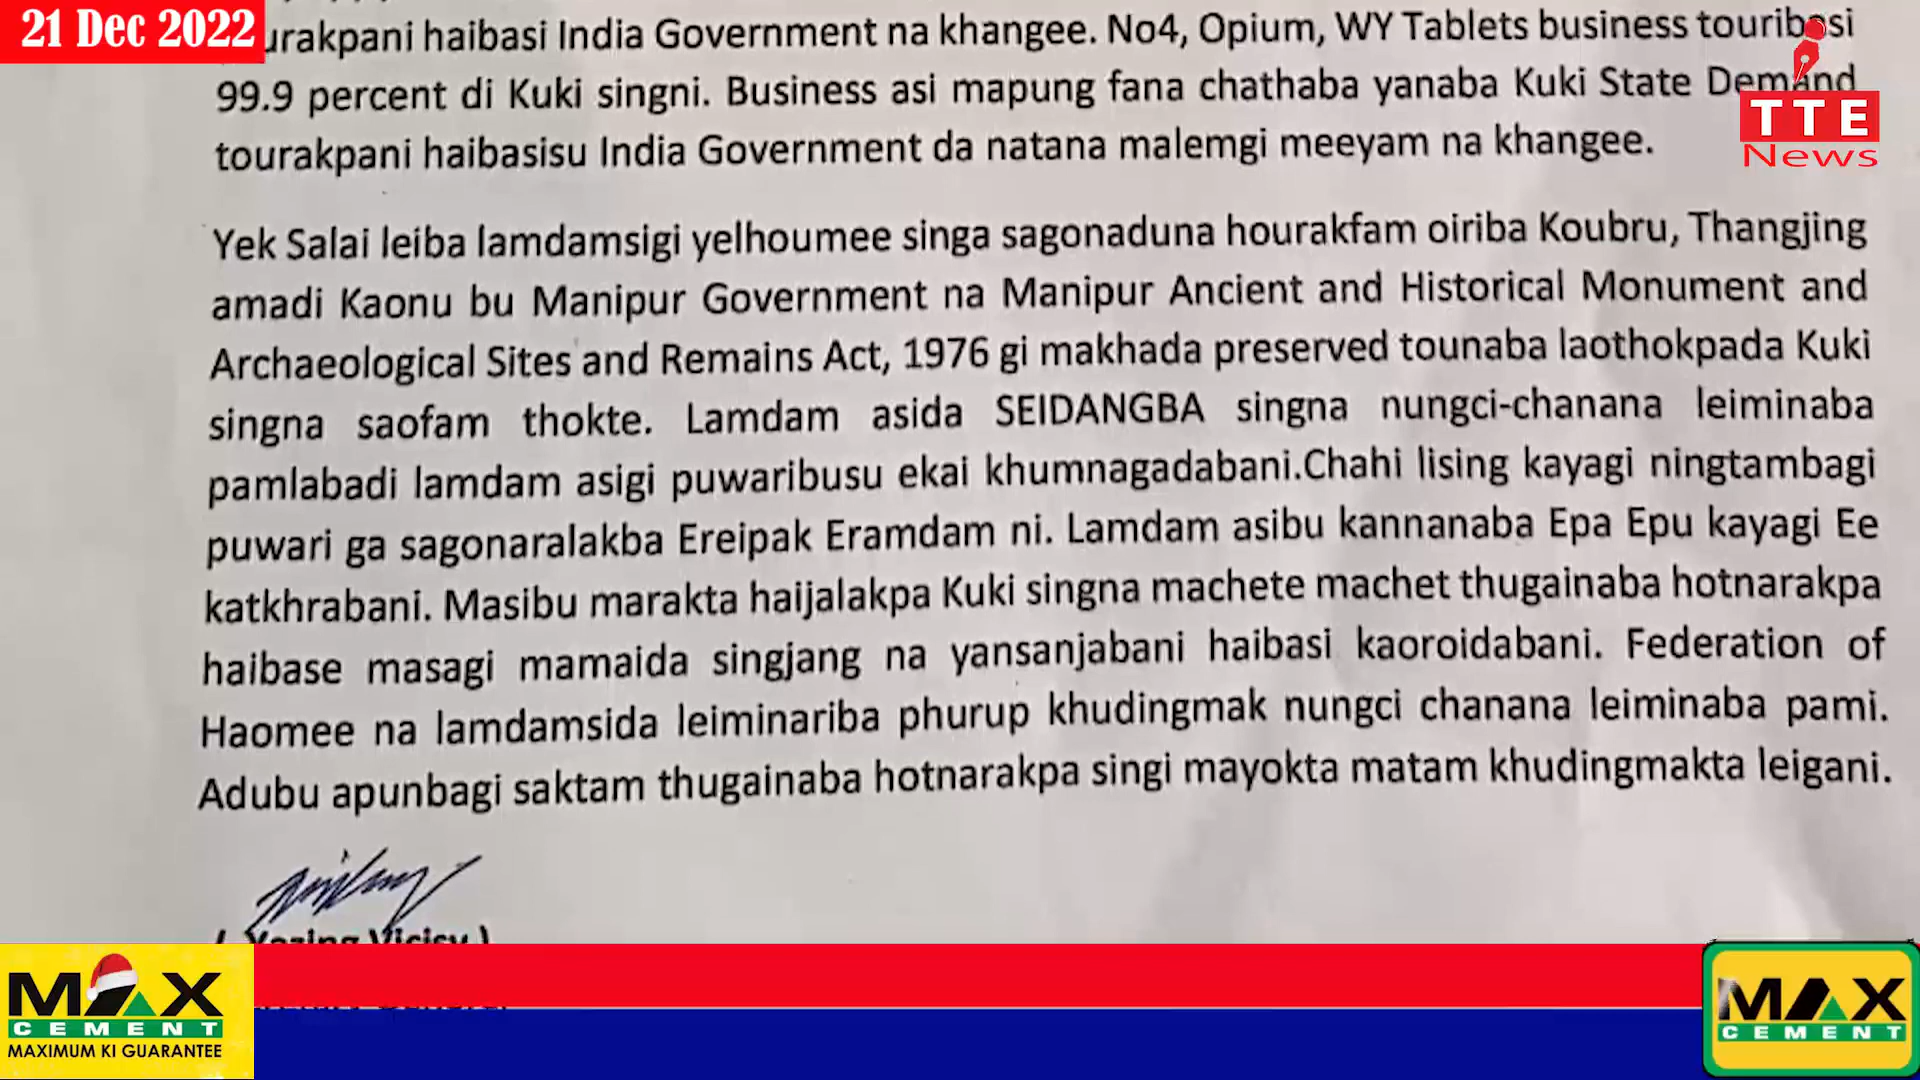 21 Dec 2022
urakpani haibasi India Government na khangee. No4, Opium, WY Tablets business touribasi
99.9 percent di Kuki singni. Business asi mapung fana chathaba yanaba Kuki State Demand
tourakpani haibasisu India Government da natana malemgi meeyam na khangee.
TTE
News
Yek Salai leiba lamdamsigi yelhoumee singa sagonaduna hourakfam oiriba Koubru, Thangjing
amadi Kaonu bu Manipur Government na Manipur Ancient and Historical Monument and
Archaeological Sites and Remains Act, 1976 gi makhada preserved tounaba laothokpada Kuki
singna saofam thokte. Lamdam asida SEIDANGBA singna nungci-chanana leiminaba
pamlabadi lamdam asigi puwaribusu ekai khumnagadabani.Chahi lising kayagi ningtambagi
puwari ga sagonaralakba Ereipak Eramdam ni. Lamdam asibu kannanaba Epa Epu kayagi Ee
katkhrabani. Masibu marakta haijalakpa Kuki singna machete machet thugainaba hotnarakpa
haibase masagi mamaida singjang na yansanjabani haibasi kaoroidabani. Federation of
Haomee na lamdamsida leiminariba phurup khudingmak nungci chanana leiminaba pami.
Adubu apunbagi saktam thugainaba hotnarakpa singi mayokta matam khudingmakta leigani.
MAX
CEMENT
MAXIMUM KI GUARANTEE
MAX
CEMENT